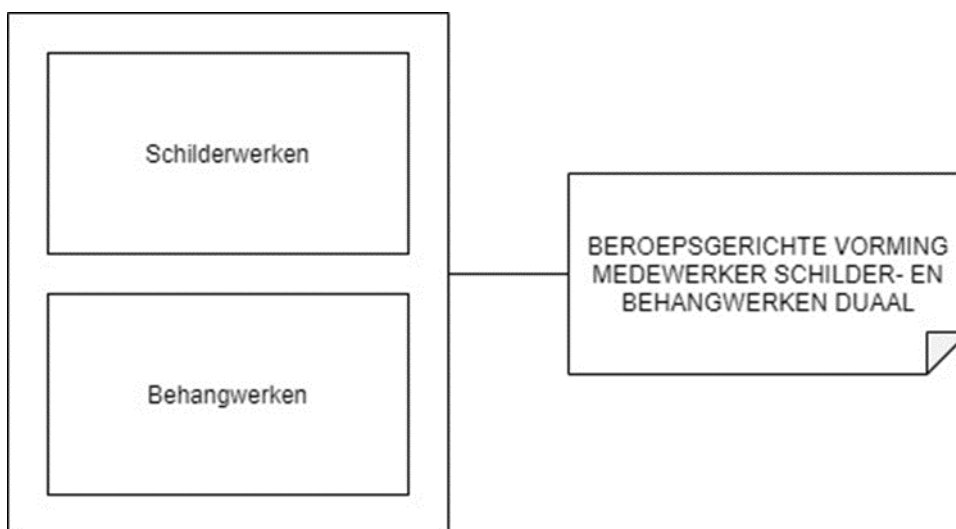 Schilderwerken
Behangwerken
BEROEPSGERICHTE VORMING
MEDEWERKER SCHILDER- EN
BEHANGWERKEN DUAAL